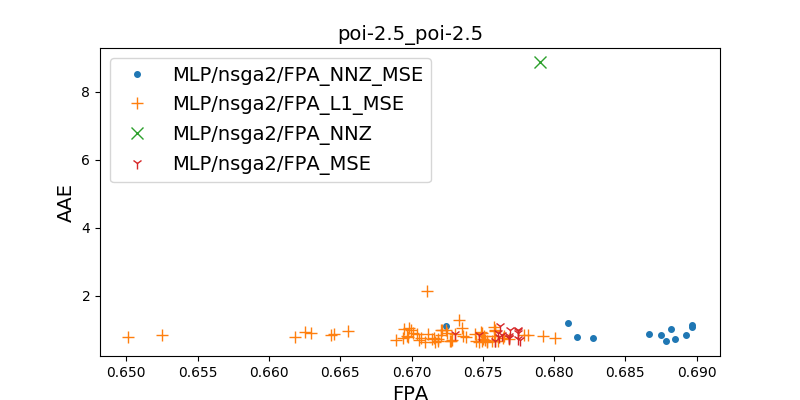 poi-2.5_poi-2.5
MLP/nsga2/FPA_NNZ_MSE
MLP/nsga2/FPA_L1_MSE
MLP/nsga2/FPA_NNZ
MLP/nsga2/FPA_MSE
AAE
8
6
4
2
0.650 0.655 0.660 0.665 0.670 0.675 0.680 0.685 0.690
FPA